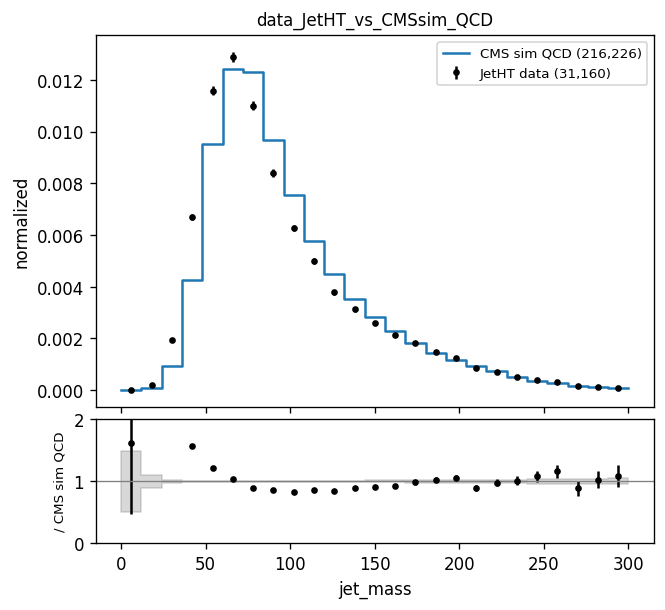 data_JetHT_vs_CMSsim_QCD
CMS sim QCD (216,226)
JetHT data (31,160)
normalized
0.012
0.010
0.008
0.006
0.004
0.002
0.000
/ CMS sim QCD
2
1
0
0 50 100 150 200 250 300
jet_mass